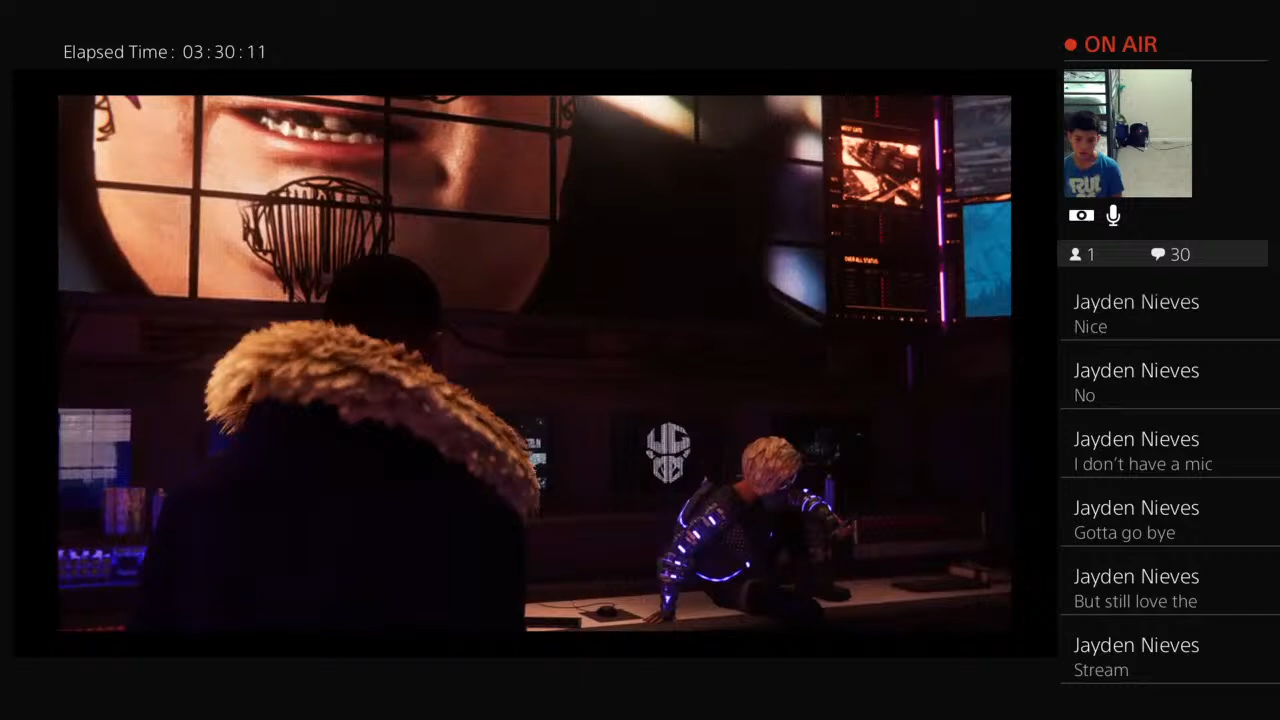 Elapsed Time: 03:30:11
ON AIR
1
30
Jayden Nieves
Nice
Jayden Nieves
No
Jayden Nieves
I don't have a mic
Jayden Nieves
Gotta go bye
Jayden Nieves
But still love the
Jayden Nieves
Stream
UG